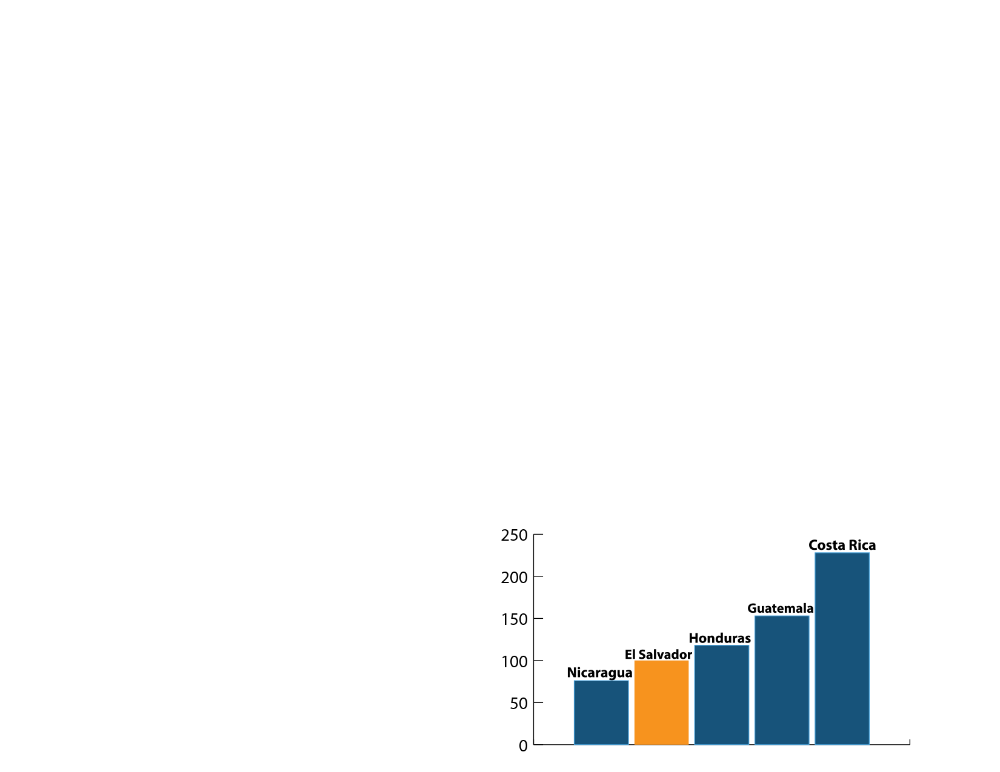 250
200
150
100
50
0
Nicaragua
El Salvador
Honduras
Guatemala
Costa Rica